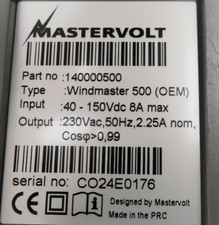 MASTERVOLT
Part no :140000500
Type :Windmaster 500 (OEM)
Input :40 - 150Vdc 8A max
Output :230Vac,50Hz,2.25A nom,
Cosφ>0,99
serial no: CO24E0176
CE Designed by Mastervolt
Made in the PRC